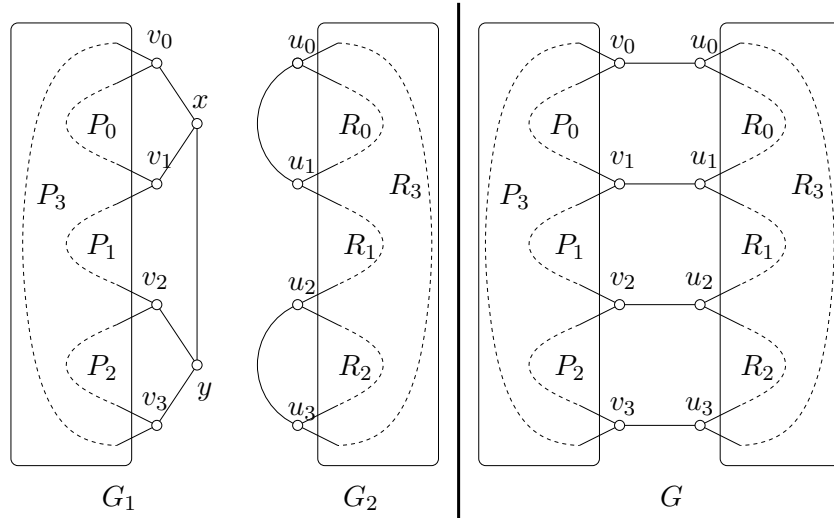 v₀ u₀ v₀ u₀
x
P₀ R₀ P₀ R₀
v₁ u₁ v₁ u₁
P₃ R₃ P₃ R₃
P₁ R₁ P₁ R₁
v₂ u₂ v₂ u₂
P₂ R₂ P₂ R₂
y
v₃ u₃ v₃ u₃
G₁ G₂ G